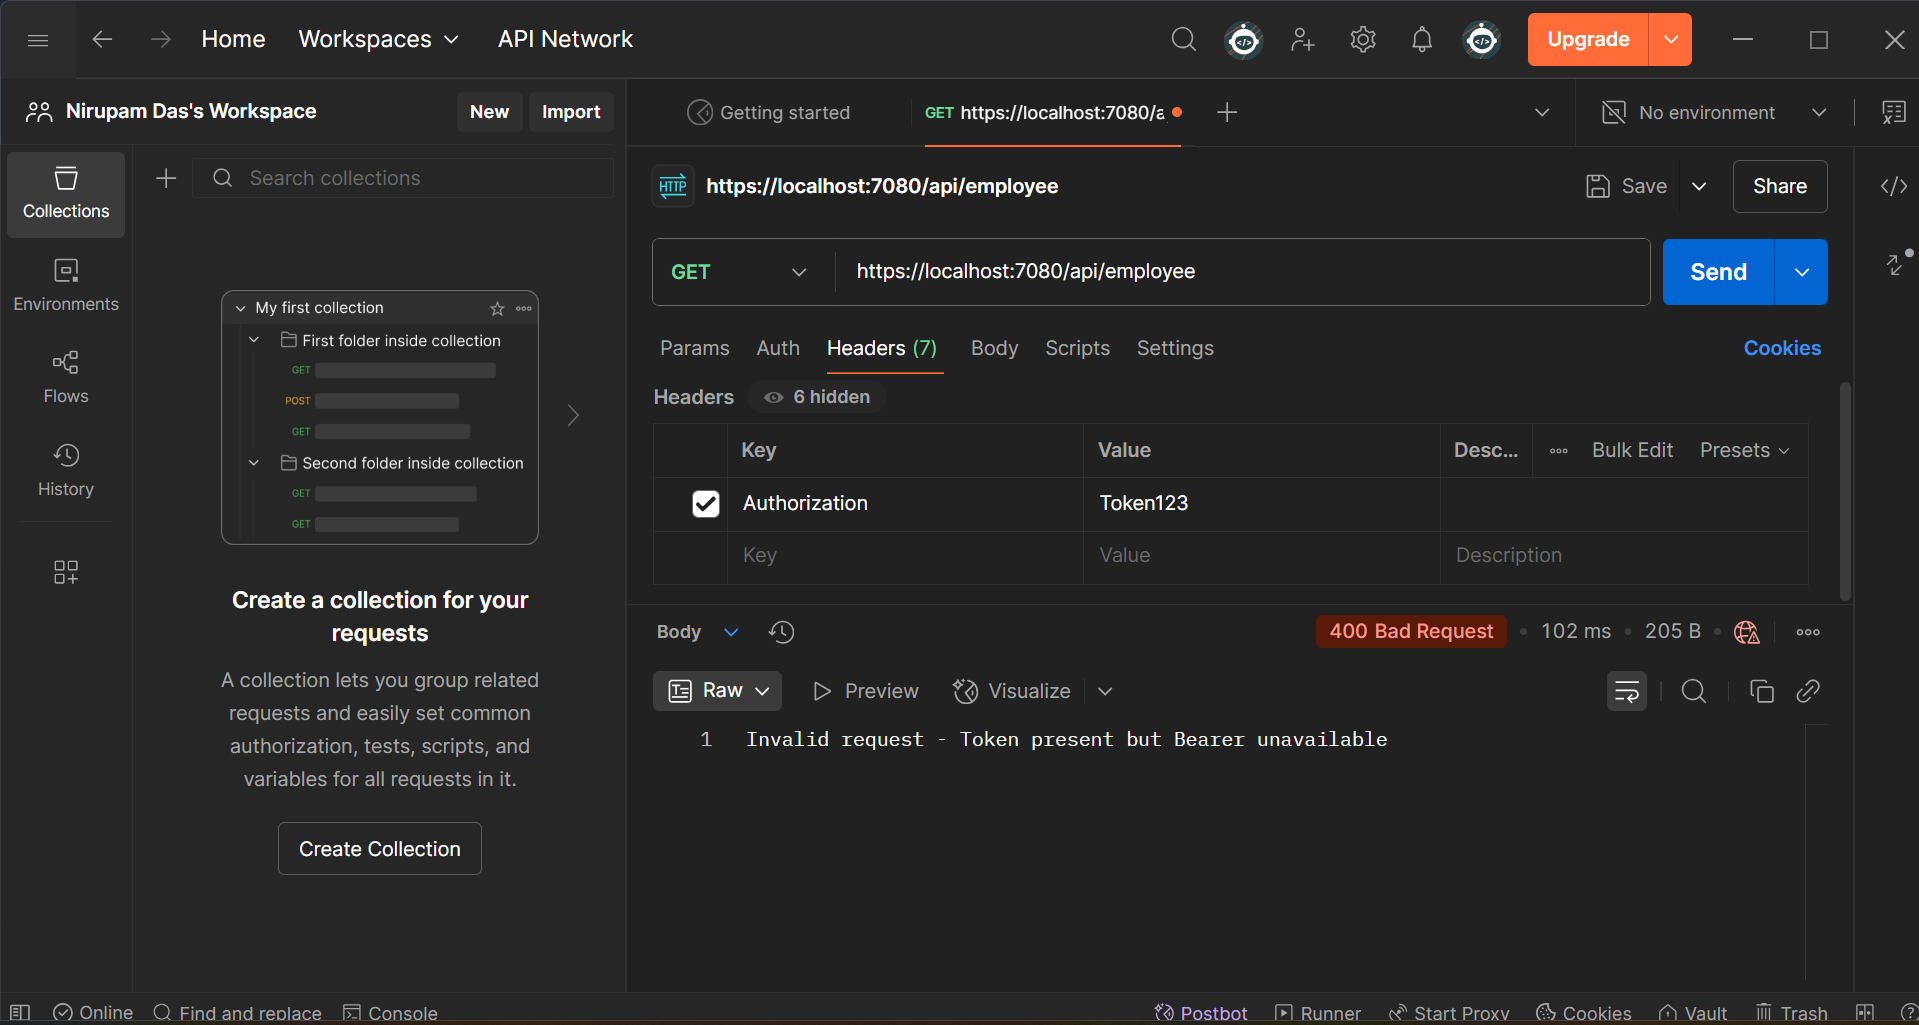 Home Workspaces API Network Upgrade
Nirupam Das's Workspace New Import
Getting started GET https://localhost:7080/a No environment
Collections
Search collections
HTTP https://localhost:7080/api/employee Save Share
Environments
GET https://localhost:7080/api/employee Send
Flows
History
My first collection
First folder inside collection
GET
POST
GET
Second folder inside collection
GET
GET
Create a collection for your
requests
A collection lets you group related
requests and easily set common
authorization, tests, scripts, and
variables for all requests in it.
Create Collection
Params Auth Headers (7) Body Scripts Settings Cookies
Headers 6 hidden
Key Value Desc... Bulk Edit Presets
Authorization Token123
Key Value Description
Body 400 Bad Request • 102 ms • 205 B •
Raw Preview Visualize
1 Invalid request - Token present but Bearer unavailable
Online Find and replace Console Postbot Runner Start Proxy Cookies Vault Trash